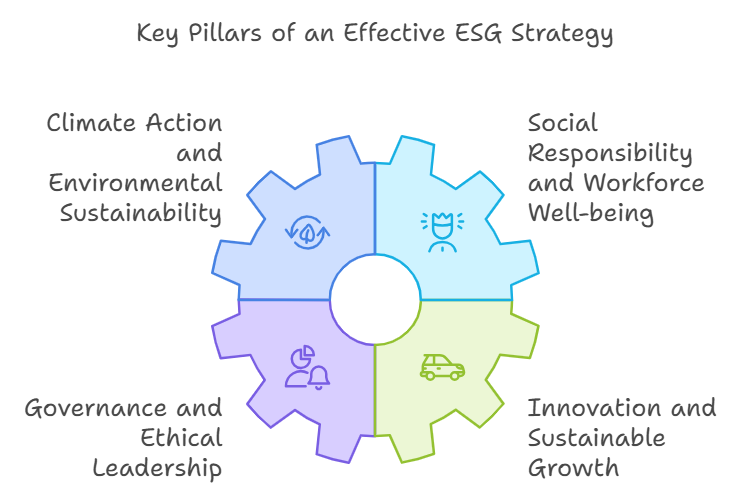 Key Pillars of an Effective ESG Strategy
Climate Action
and
Environmental
Sustainability
Social
Responsibility
and Workforce
Well-being
Governance and
Ethical
Leadership
Innovation and
Sustainable
Growth